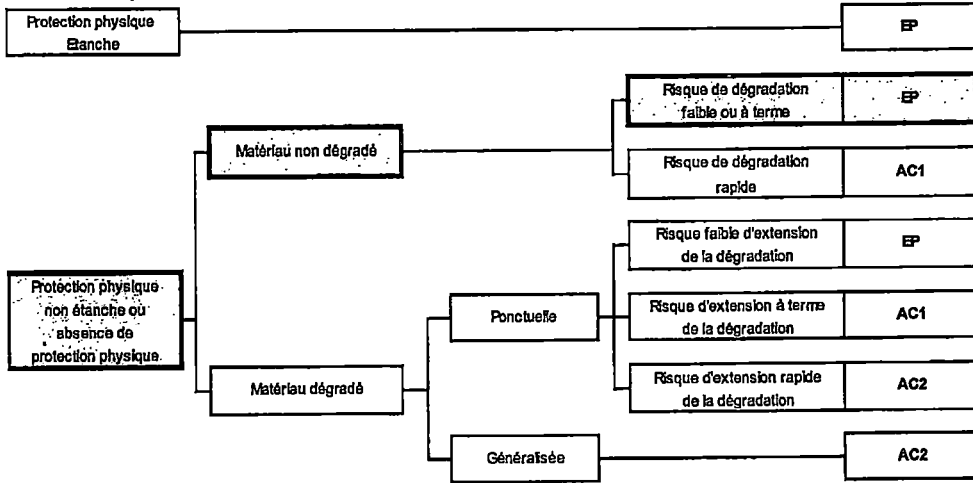 Protection physique
Etanche
EP
Risque de dégradation
faible ou à terme
EP
Matériau non dégradé
Risque de dégradation
rapide
AC1
Risque faible d'extension
de la dégradation
EP
Protection physique
non étanche ou
absence de
protection physique
Ponctuelle
Risque d'extension à terme
de la dégradation
AC1
Matériau dégradé
Risque d'extension rapide
de la dégradation
AC2
Généralisée
AC2